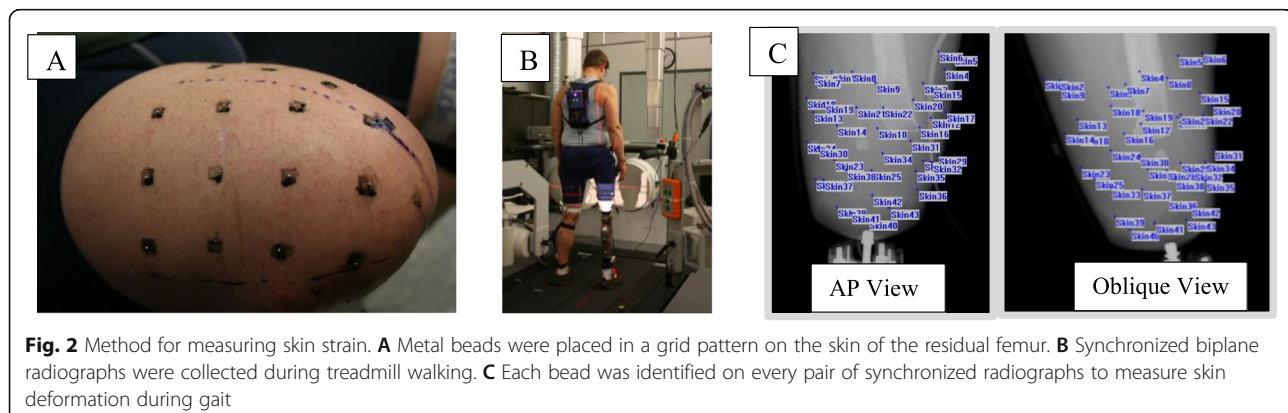 A
B
C
Skin6
Skin5
Skin8
Skin4
Skin7
Skin9
Skin15
Skin18
Skin20
Skin19
Skin22
Skin13
Skin17
Skin14
Skin10
Skin16
Skin31
Skin30
Skin34
Skin29
Skin23
Skin32
Skin38
Skin25
Skin35
Skin37
Skin36
Skin42
Skin43
Skin41
Skin40
AP View
Skin5
Skin6
Skin4
Skin8
Skin2
Skin7
Skin9
Skin15
Skin18
Skin20
Skin19
Skin22
Skin13
Skin12
Skin14
Skin16
Skin24
Skin31
Skin30
Skin34
Skin23
Skin32
Skin25
Skin38
Skin35
Skin33
Skin37
Skin36
Skin42
Skin39
Skin41
Skin43
Skin40
Oblique View
Fig. 2 Method for measuring skin strain. A Metal beads were placed in a grid pattern on the skin of the residual femur. B Synchronized biplane
radiographs were collected during treadmill walking. C Each bead was identified on every pair of synchronized radiographs to measure skin
deformation during gait